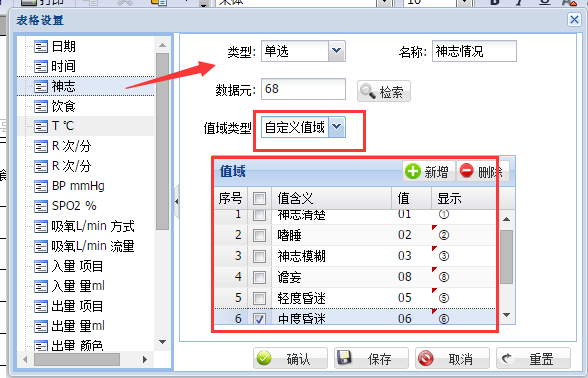 打印
宋体
10
表格设置
日期
时间
神志
饮食
T ℃
R 次/分
R 次/分
BP mmHg
SPO2 %
吸氧L/min 方式
吸氧L/min 流量
入量 项目
入量 量ml
出量 项目
出量 量ml
出量 颜色
类型: 单选 名称: 神志情况
数据元: 68 检索
值域类型 自定义值域
值域 新增 删除
序号 值含义 值 显示
1 神志清楚 01 ①
2 嗜睡 02 ②
3 神志模糊 03 ③
4 谵妄 08 ⑧
5 轻度昏迷 05 ⑤
6 中度昏迷 06 ⑥
确认 保存 取消 重置